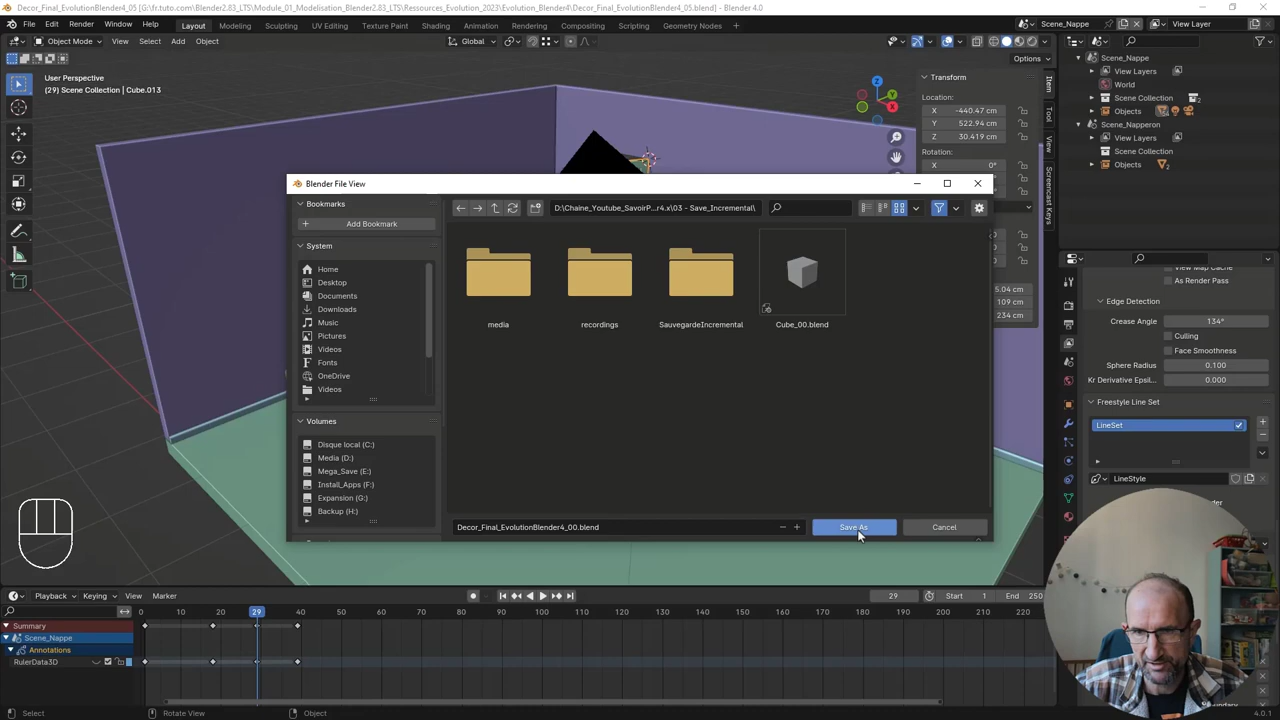 Decor_Final_EvolutionBlender4_05 [G:\fr.tuto.com\Blender2.83_LTS\Module_01_Modelisation_Blender2.83_LTS\Ressources_Evolution_2023\Evolution_Blender4\Decor_Final_EvolutionBlender4_05.blend] - Blender 4.0
File Edit Render Window Help Layout Modeling Sculpting UV Editing Texture Paint Shading Animation Rendering Compositing Geometry Nodes Scene_Nappe View Layer
Object Mode View Select Add Object Global
Options
User Perspective
(29) Scene Collection | Cube.013
Transform
Location:
X -440.47 cm
Y 522.94 cm
Z 30.419 cm
Rotation:
X 0°
5.04 cm
109 cm
234 cm
Item
Tool
View
Screencast Keys
Scene_Nappe
View Layers
World
Scene Collection
Objects
Scene_Napperon
View Layers
Scene Collection
Objects
Blender File View
Bookmarks
Add Bookmark
System
Home
Desktop
Documents
Downloads
Music
Pictures
Videos
Fonts
OneDrive
Videos
Volumes
Disque local (C:)
Media (D:)
Mega_Save (E:)
Install_Apps (F:)
Expansion (G:)
Backup (H:)
D:\Chaine_Youtube_SavoirP...r4.x\03 - Save_Incremental\
media
recordings
SauvegardeIncremental
Cube_00.blend
Decor_Final_EvolutionBlender4_00.blend
Save As
Cancel
As Render Pass
Edge Detection
Crease Angle 134°
Culling
Face Smoothness
Sphere Radius 0.100
Kr Derivative Epsil... 0.000
Freestyle Line Set
LineSet
LineStyle
Playback Keying View Marker
29 Start 1 End 250
0 10 20 29 40 50 60 70 80 90 100 110 120 130 140 150 160 170 180 190 200 210 220
Summary
Scene_Nappe
Annotations
RulerData3D
Select Rotate View Object
4.0.1